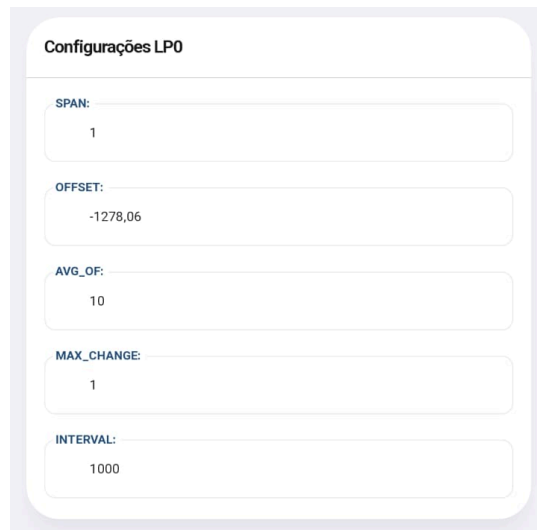 Configurações LP0
SPAN:
1
OFFSET:
-1278,06
AVG_OF:
10
MAX_CHANGE:
1
INTERVAL:
1000